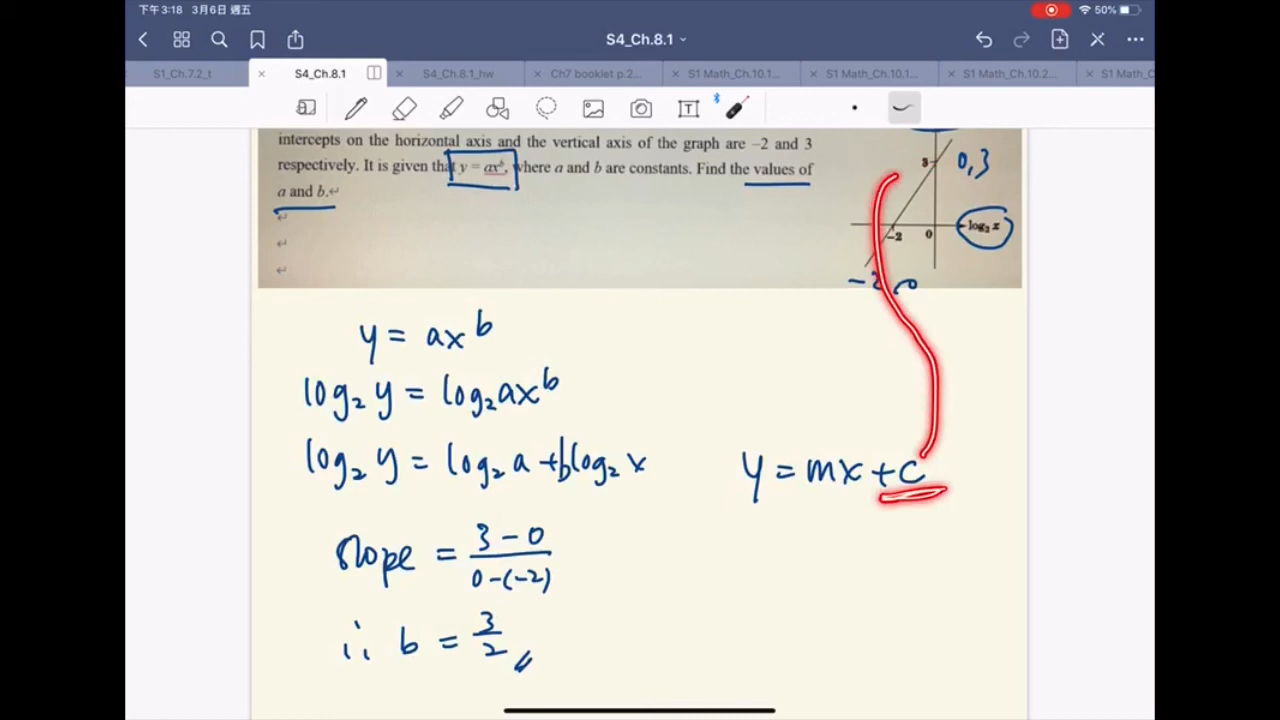 下午3:18 3月6日 週五
50%
S4_Ch.8.1
S1_Ch.7.2_t
S4_Ch.8.1
S4_Ch.8.1_hw
Ch7 booklet p.2...
S1 Math_Ch.10.1...
S1 Math_Ch.10.1...
S1 Math_Ch.10.2...
S1 Math_C
intercepts on the horizontal axis and the vertical axis of the graph are −2 and 3
respectively. It is given that y = ax^b, where a and b are constants. Find the values of
a and b.
3
0,3
−2 0 log₂ x
−2,0
y = ax^b
log₂ y = log₂ ax^b
log₂ y = log₂ a + b log₂ x
y = mx + c
slope = (3 − 0)/(0 − (−2))
∴ b = 3/2